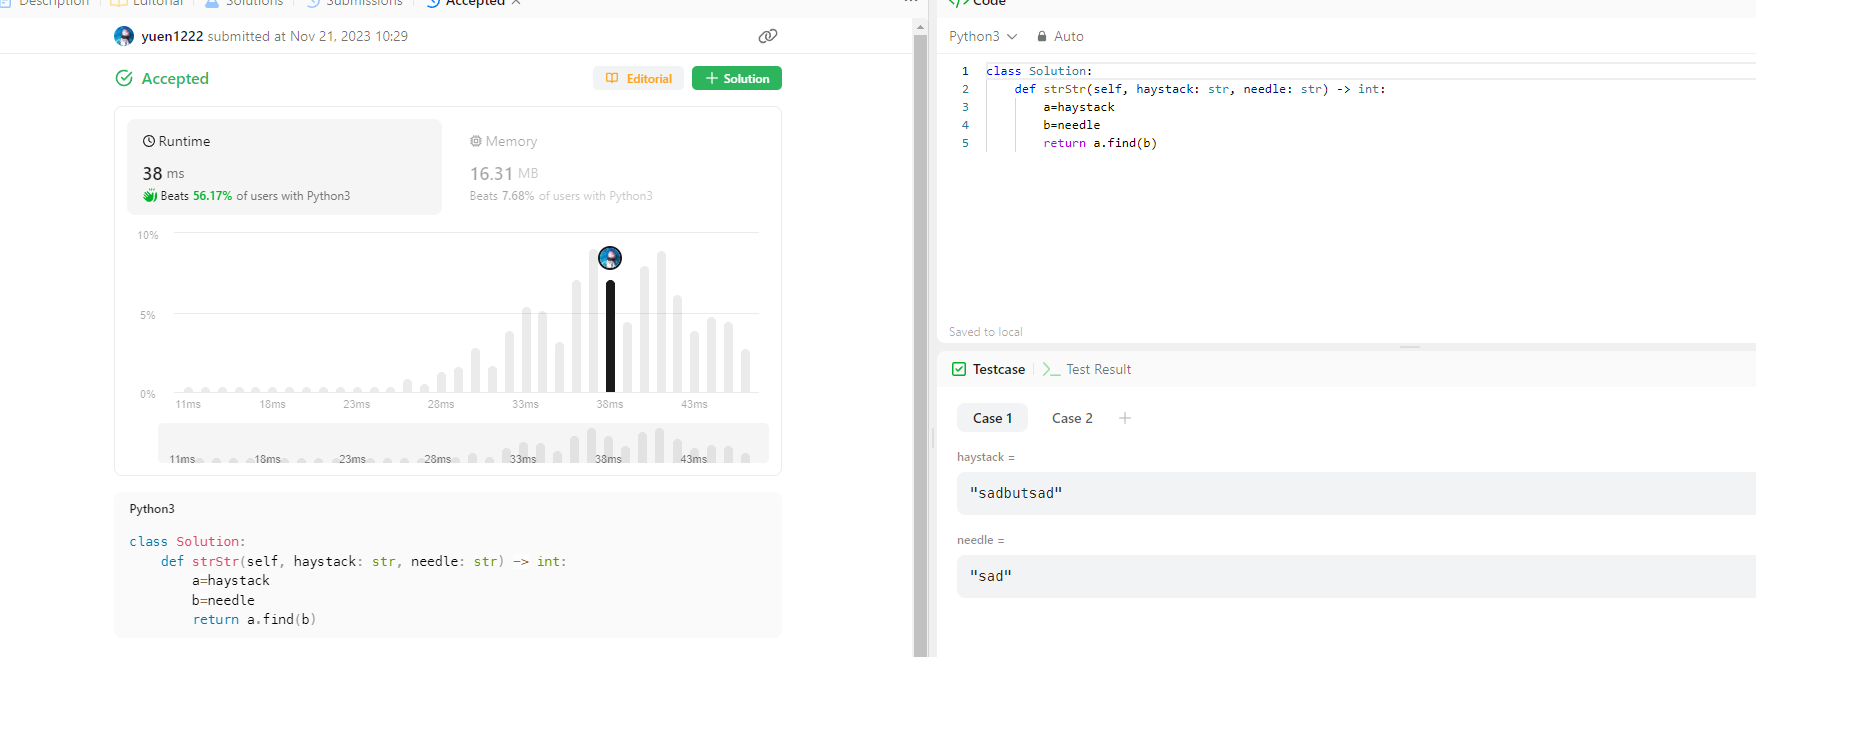 Description
Editorial
Solutions
Submissions
Accepted
yuen1222 submitted at Nov 21, 2023 10:29
Accepted
Editorial
Solution
Runtime
38 ms
Beats 56.17% of users with Python3
Memory
16.31 MB
Beats 7.68% of users with Python3
10%
5%
0%
11ms 18ms 23ms 28ms 33ms 38ms 43ms
11ms 18ms 23ms 28ms 33ms 38ms 43ms
Python3
class Solution:
    def strStr(self, haystack: str, needle: str) -> int:
        a=haystack
        b=needle
        return a.find(b)
</> Code
Python3
Auto
1 class Solution:
2     def strStr(self, haystack: str, needle: str) -> int:
3         a=haystack
4         b=needle
5         return a.find(b)
Saved to local
Testcase
Test Result
Case 1
Case 2
haystack =
"sadbutsad"
needle =
"sad"